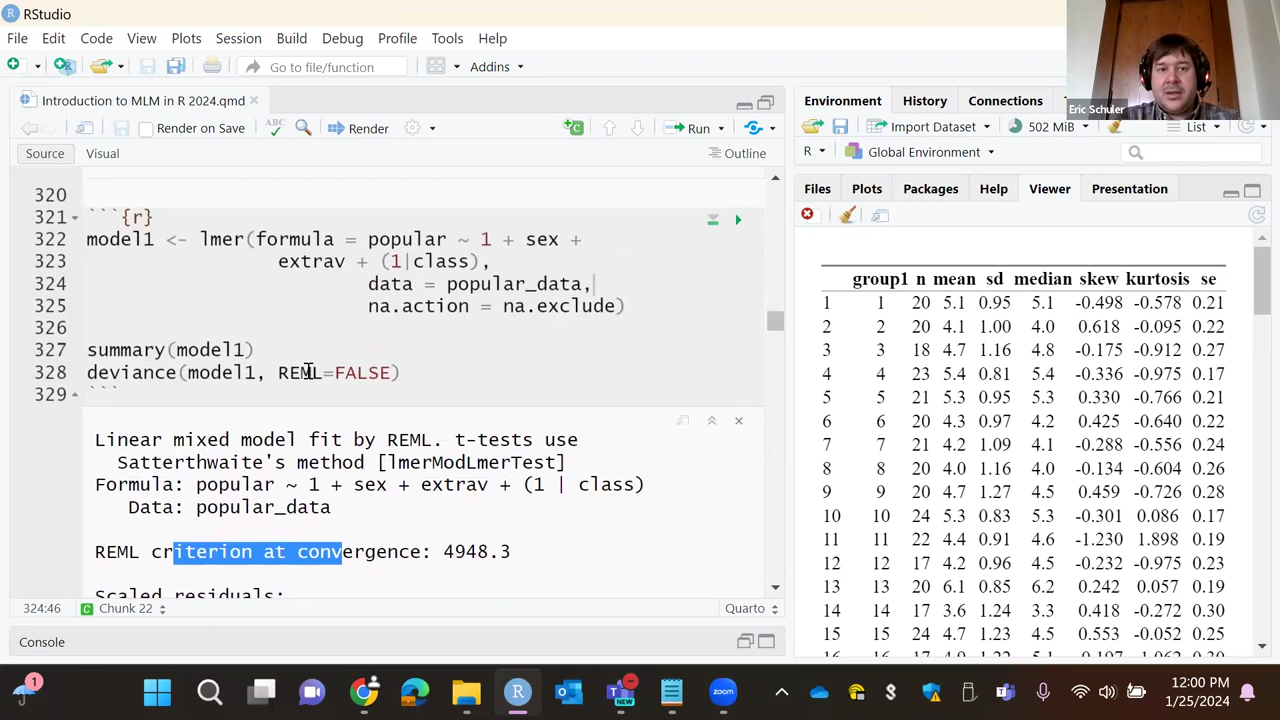 RStudio
File Edit Code View Plots Session Build Debug Profile Tools Help
Go to file/function
Addins
Eric Schuler
Introduction to MLM in R 2024.qmd
Render on Save
ABC
Render
Run
Source Visual
Outline
320
321 ```{r}
322 model1 <- lmer(formula = popular ~ 1 + sex +
323 extrav + (1|class),
324 data = popular_data,
325 na.action = na.exclude)
326
327 summary(model1)
328 deviance(model1, REML=FALSE)
329 ```
Linear mixed model fit by REML. t-tests use
Satterthwaite's method [lmerModLmerTest]
Formula: popular ~ 1 + sex + extrav + (1 | class)
Data: popular_data
REML criterion at convergence: 4948.3
Scaled residuals:
324:46 Chunk 22 Quarto
Console
Environment History Connections
Import Dataset 502 MiB List
R Global Environment
Files Plots Packages Help Viewer Presentation
group1 n mean sd median skew kurtosis se
1 1 20 5.1 0.95 5.1 -0.498 -0.578 0.21
2 2 20 4.1 1.00 4.0 0.618 -0.095 0.22
3 3 18 4.7 1.16 4.8 -0.175 -0.912 0.27
4 4 23 5.4 0.81 5.4 -0.336 -0.975 0.17
5 5 21 5.3 0.95 5.3 0.330 -0.766 0.21
6 6 20 4.3 0.97 4.2 0.425 -0.640 0.22
7 7 21 4.2 1.09 4.1 -0.288 -0.556 0.24
8 8 20 4.0 1.16 4.0 -0.134 -0.604 0.26
9 9 20 4.7 1.27 4.5 0.459 -0.726 0.28
10 10 24 5.3 0.83 5.3 -0.301 0.086 0.17
11 11 22 4.4 0.91 4.6 -1.230 1.898 0.19
12 12 17 4.2 0.96 4.5 -0.232 -0.975 0.23
13 13 20 6.1 0.85 6.2 0.242 0.057 0.19
14 14 17 3.6 1.24 3.3 0.418 -0.272 0.30
15 15 24 4.7 1.23 4.5 0.553 -0.052 0.25
1
NEW
zoom
12:00 PM
1/25/2024